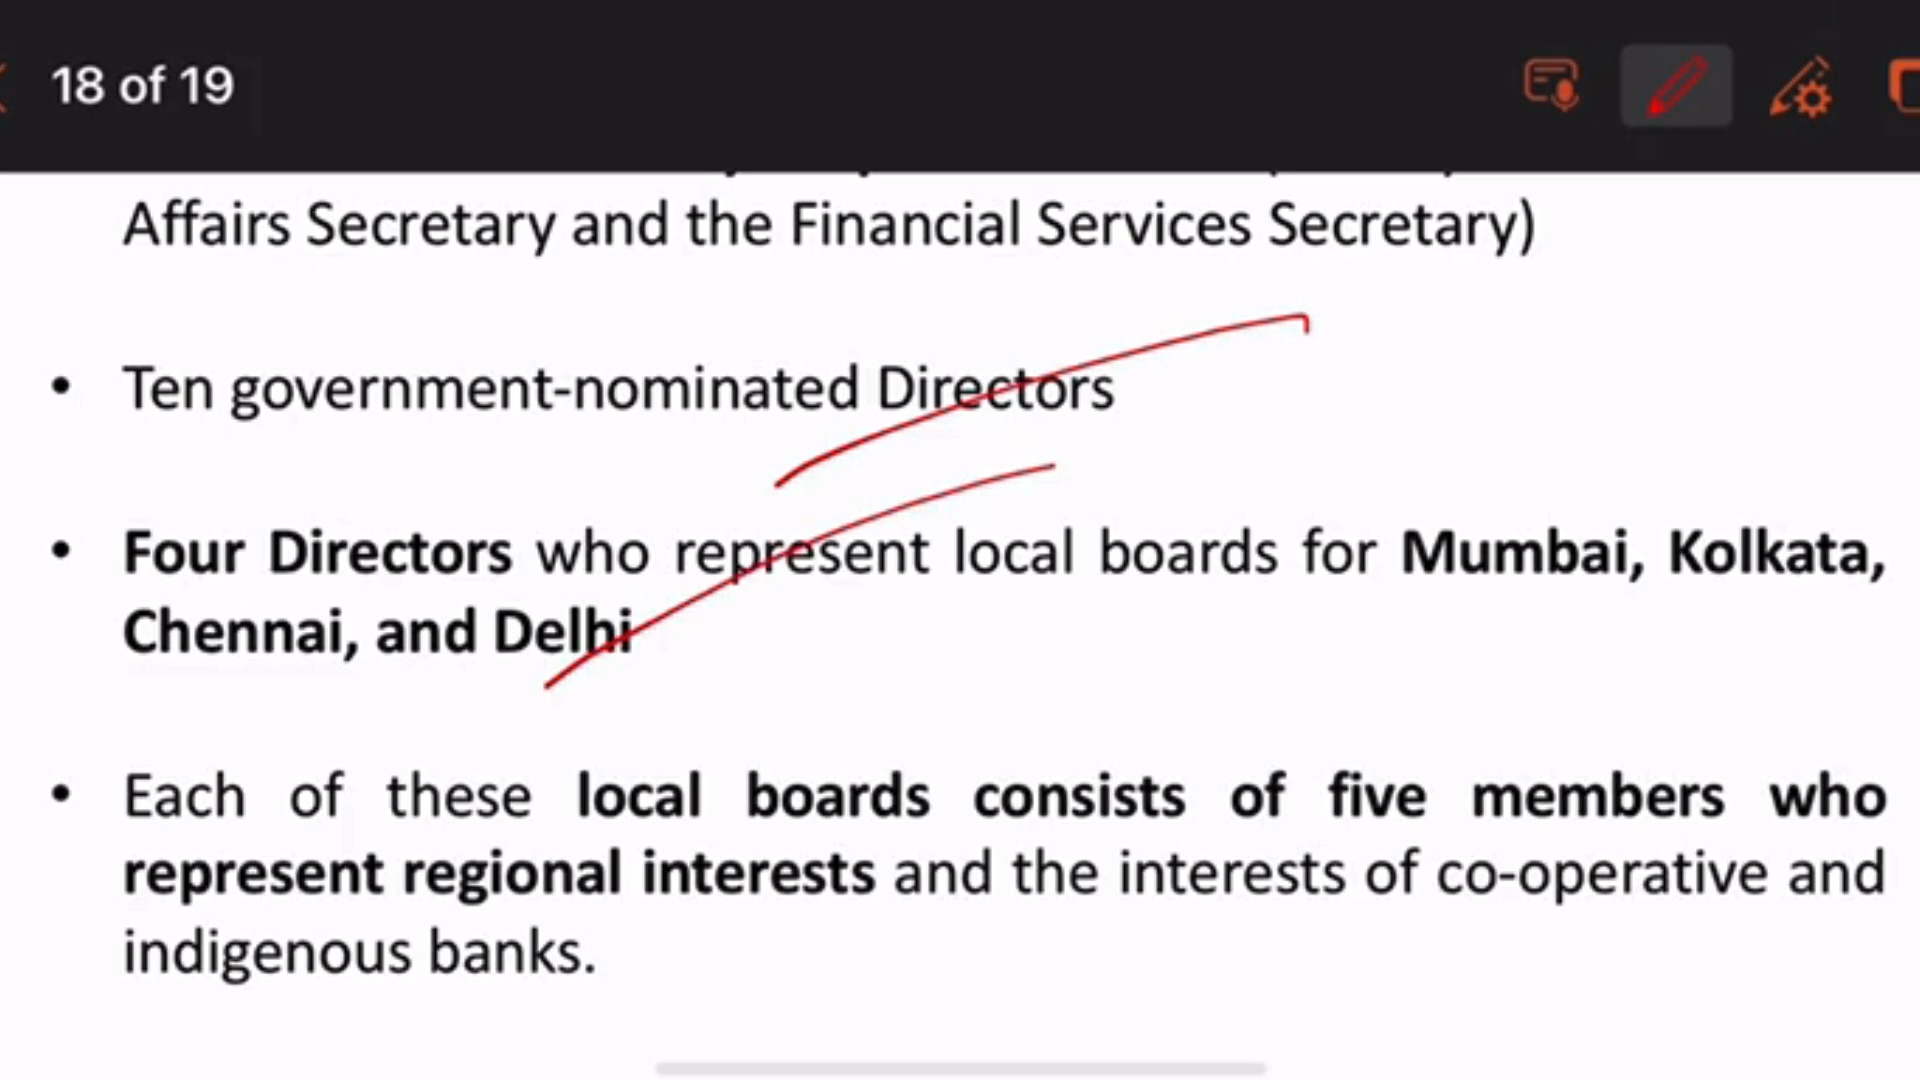 18 of 19
Affairs Secretary and the Financial Services Secretary)
• Ten government-nominated Directors
• Four Directors who represent local boards for Mumbai, Kolkata,
Chennai, and Delhi
• Each of these local boards consists of five members who
represent regional interests and the interests of co-operative and
indigenous banks.